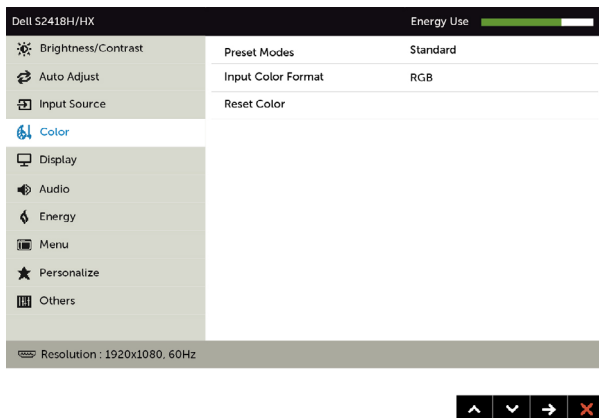 Dell S2418H/HX Energy Use
Brightness/Contrast
Auto Adjust
Input Source
Color
Display
Audio
Energy
Menu
Personalize
Others
Preset Modes Standard
Input Color Format RGB
Reset Color
Resolution : 1920x1080, 60Hz